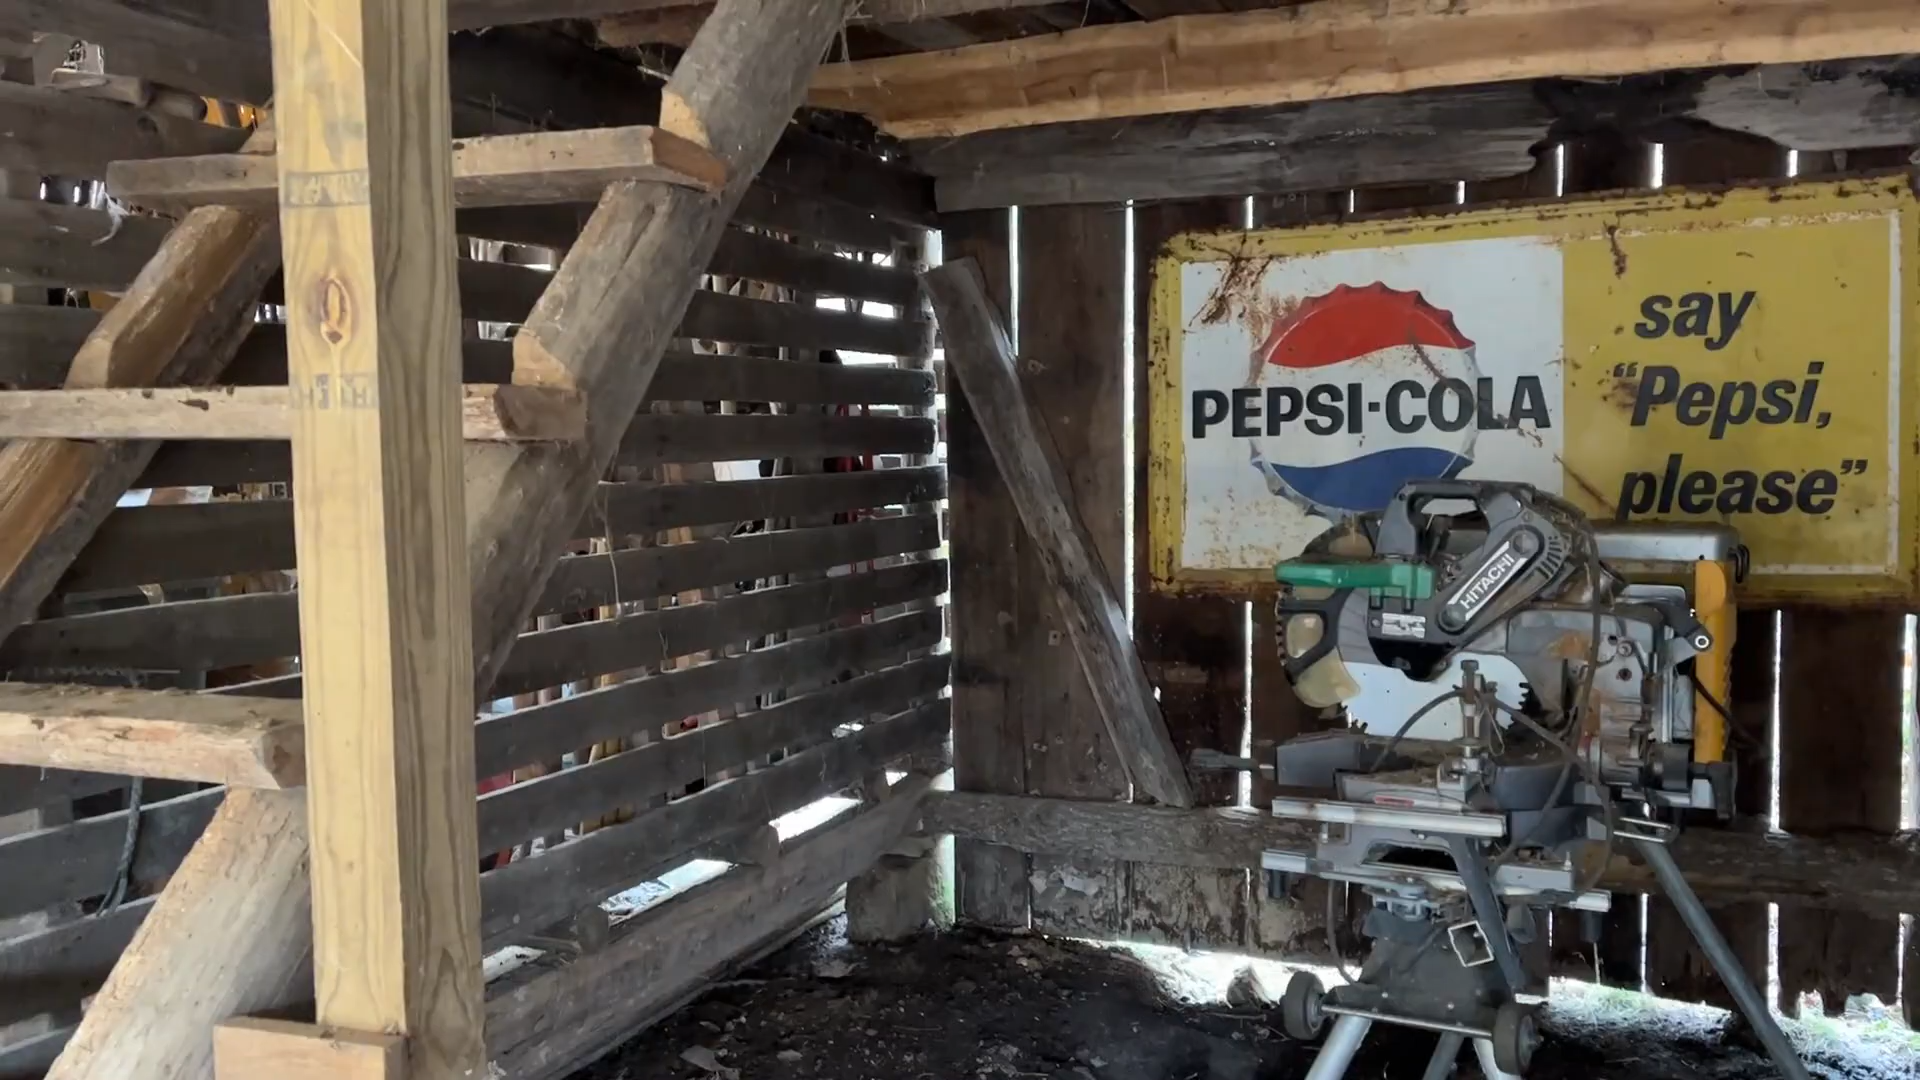 PEPSI·COLA
say
“Pepsi,
please”
HITACHI